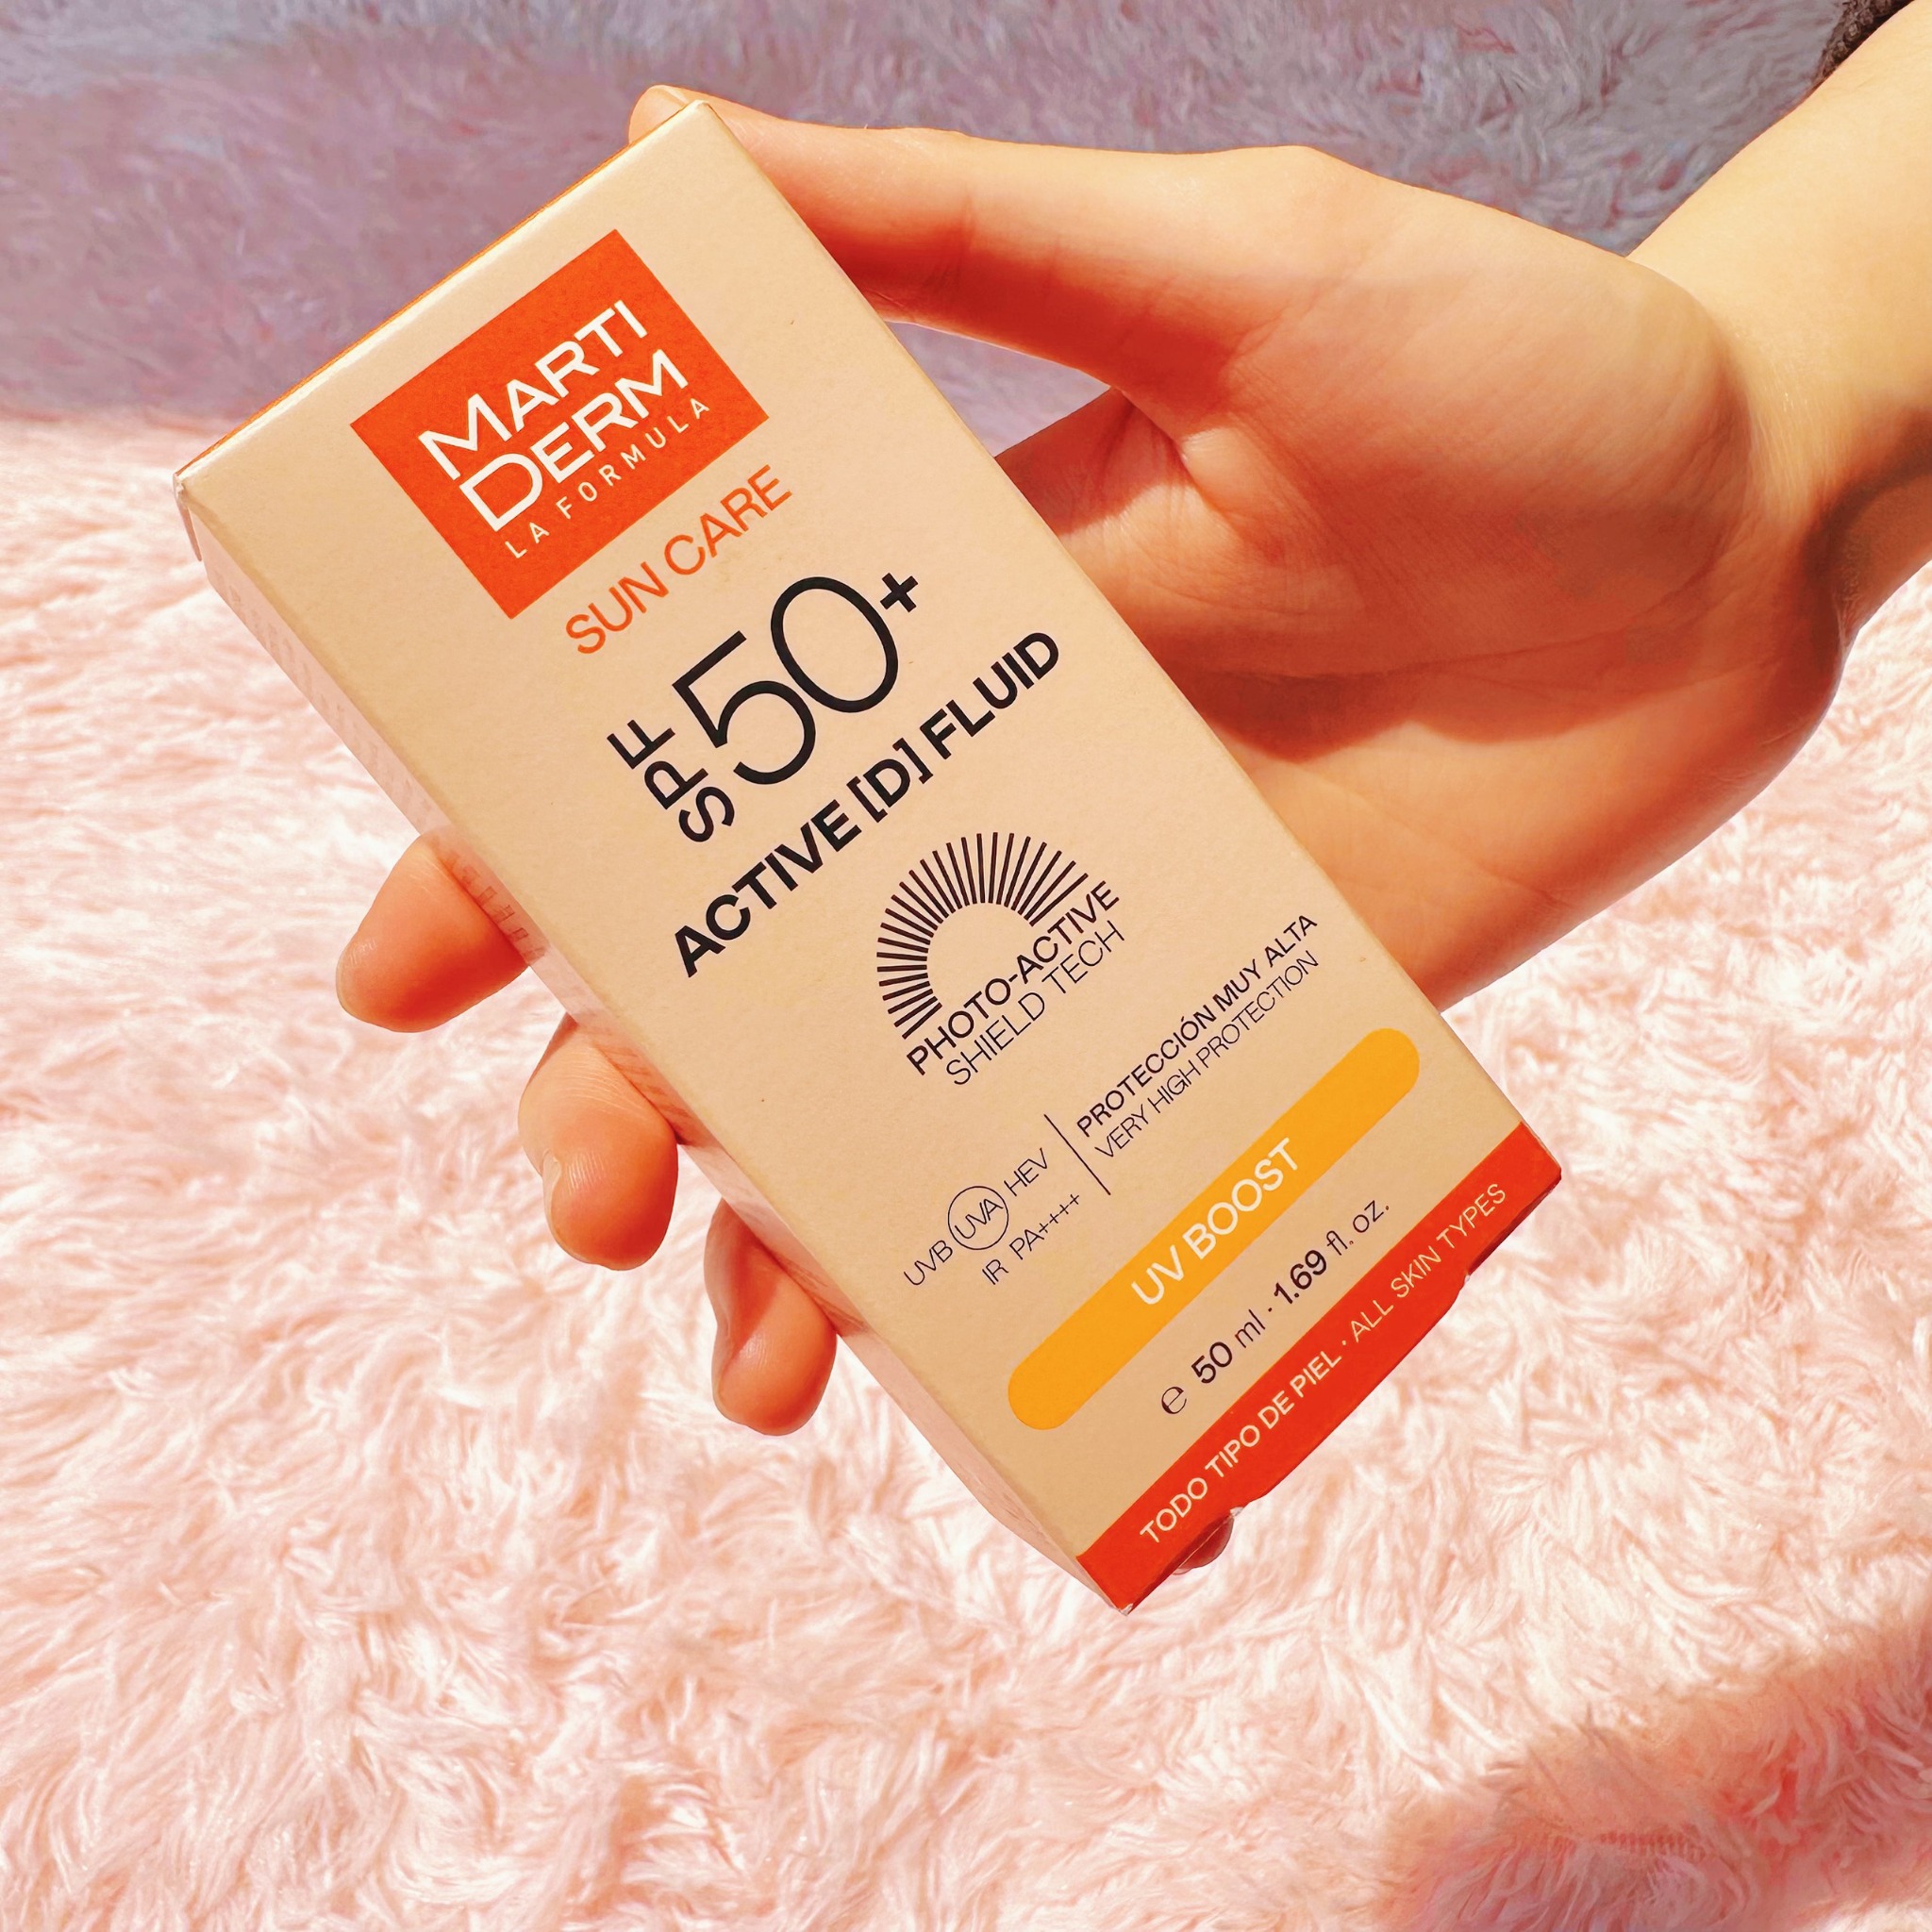 MARTI
DERM
LA FORMULA
SUN CARE
SPF 50+
ACTIVE [D] FLUID
PHOTO-ACTIVE
SHIELD TECH
UVB UVA HEV
IR PA++++
PROTECCIÓN MUY ALTA
VERY HIGH PROTECTION
UV BOOST
℮ 50 ml · 1.69 fl. oz.
TODO TIPO DE PIEL · ALL SKIN TYPES